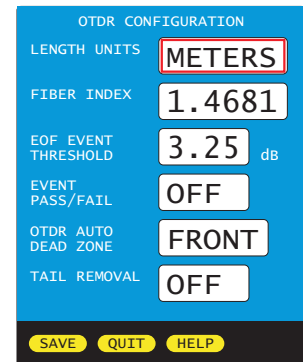 OTDR CONFIGURATION
LENGTH UNITS METERS
FIBER INDEX 1.4681
EOF EVENT
THRESHOLD 3.25 dB
EVENT
PASS/FAIL OFF
OTDR AUTO
DEAD ZONE FRONT
TAIL REMOVAL OFF
SAVE QUIT HELP